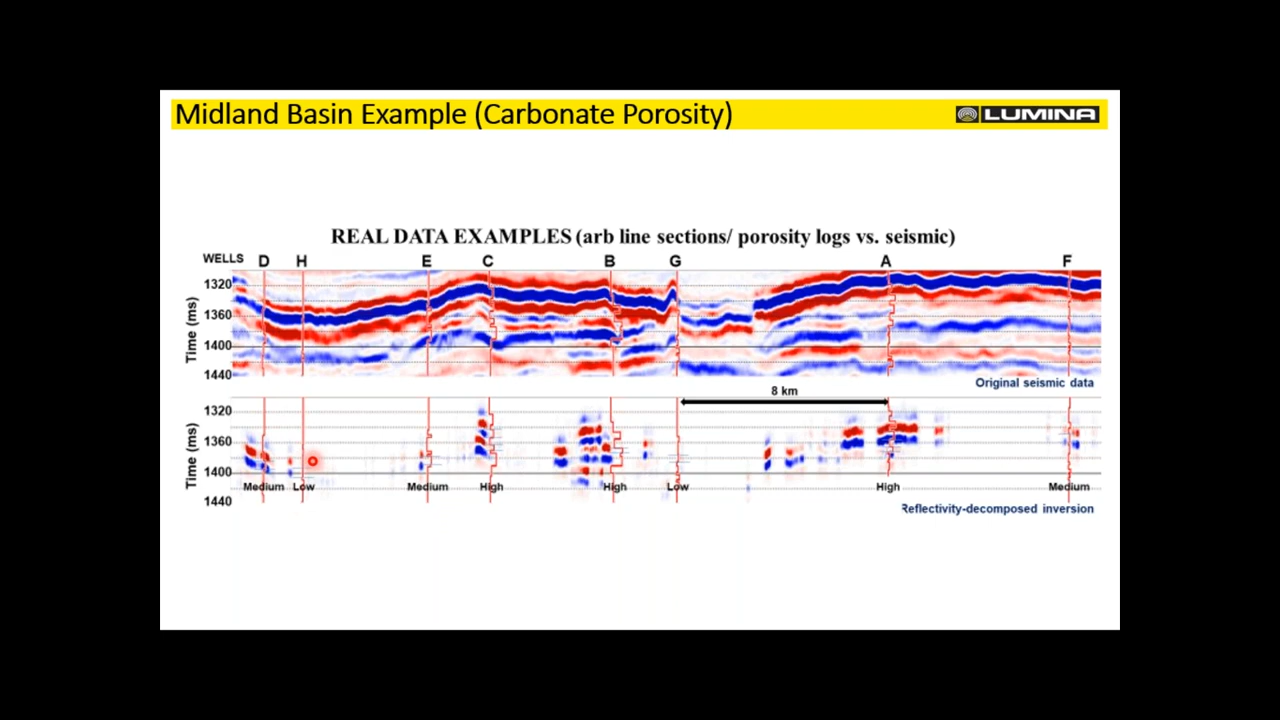 Midland Basin Example (Carbonate Porosity)
LUMINA
REAL DATA EXAMPLES (arb line sections/ porosity logs vs. seismic)
WELLS D H E C B G A F
Time (ms)
1320
1360
1400
1440
Original seismic data
8 km
Time (ms)
1320
1360
1400
1440
Medium Low Medium High High Low High Medium
Reflectivity-decomposed inversion